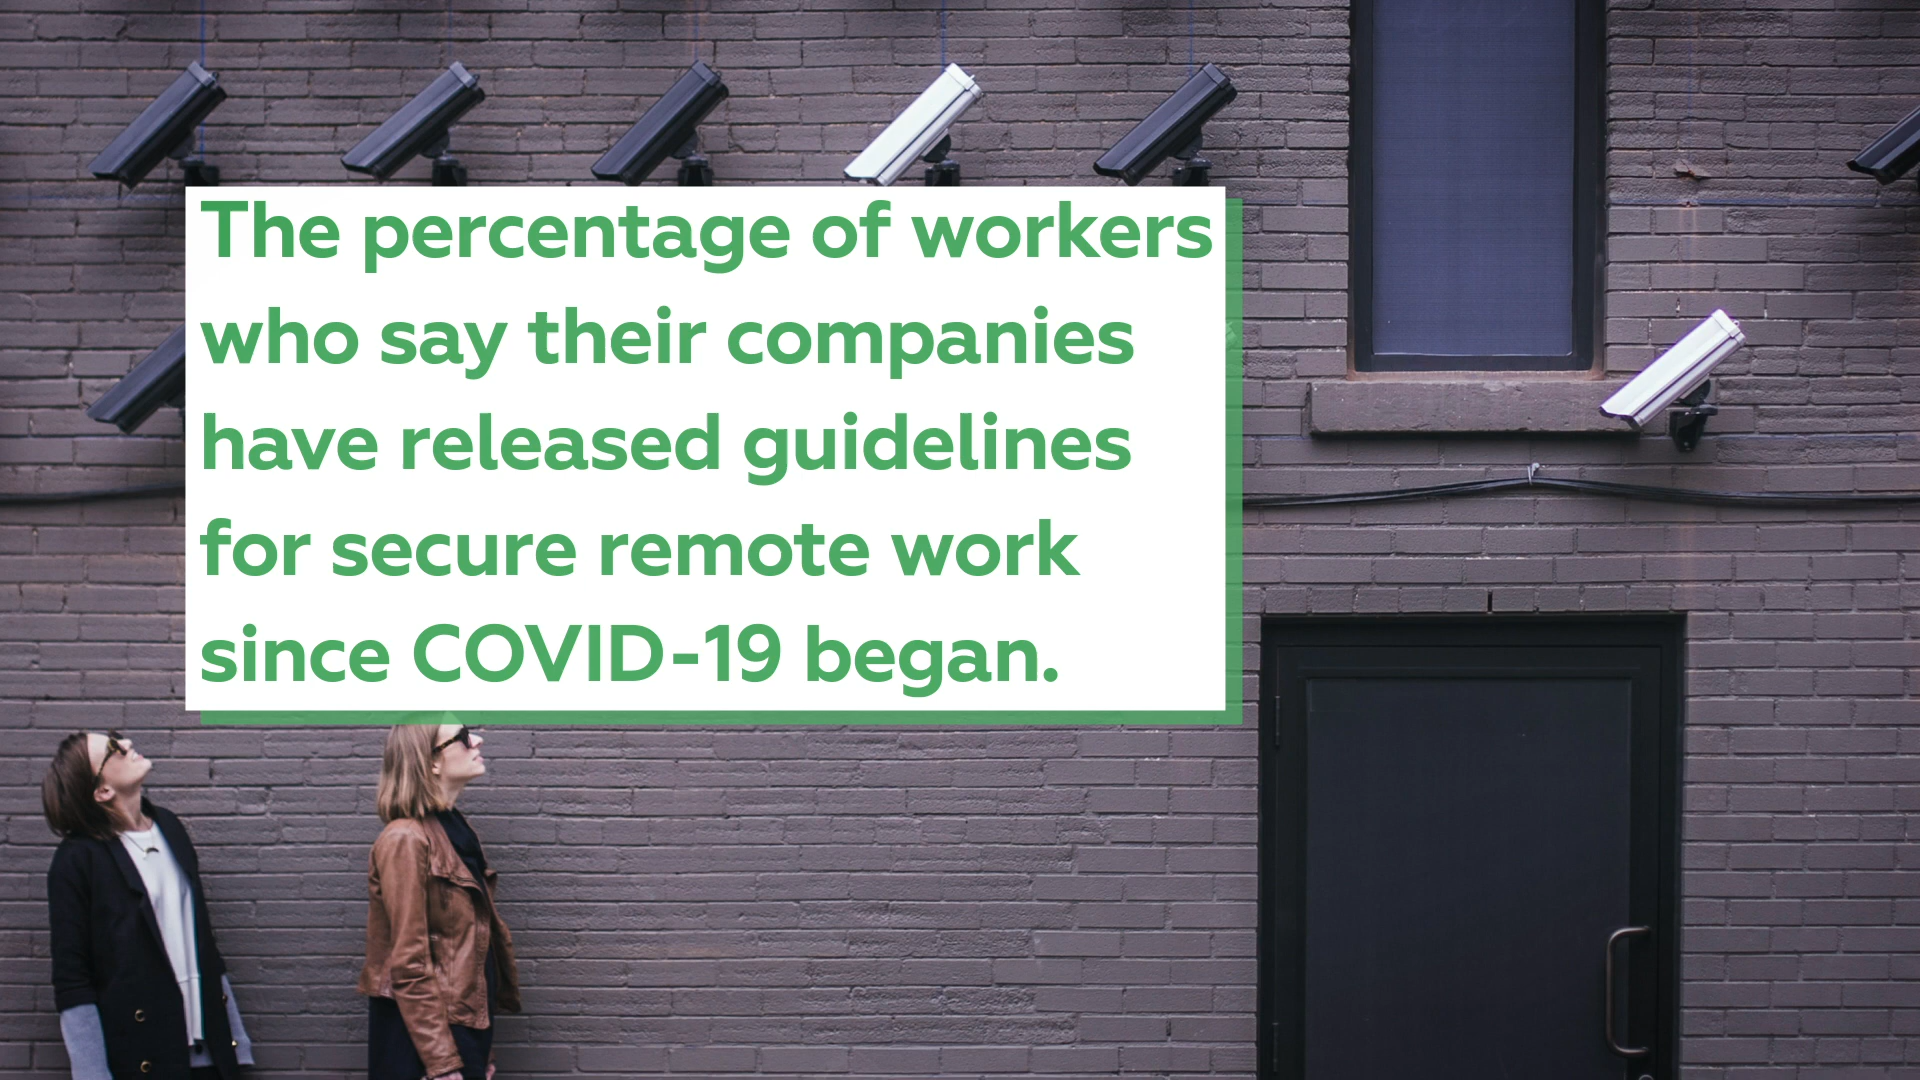 The percentage of workers
who say their companies
have released guidelines
for secure remote work
since COVID-19 began.